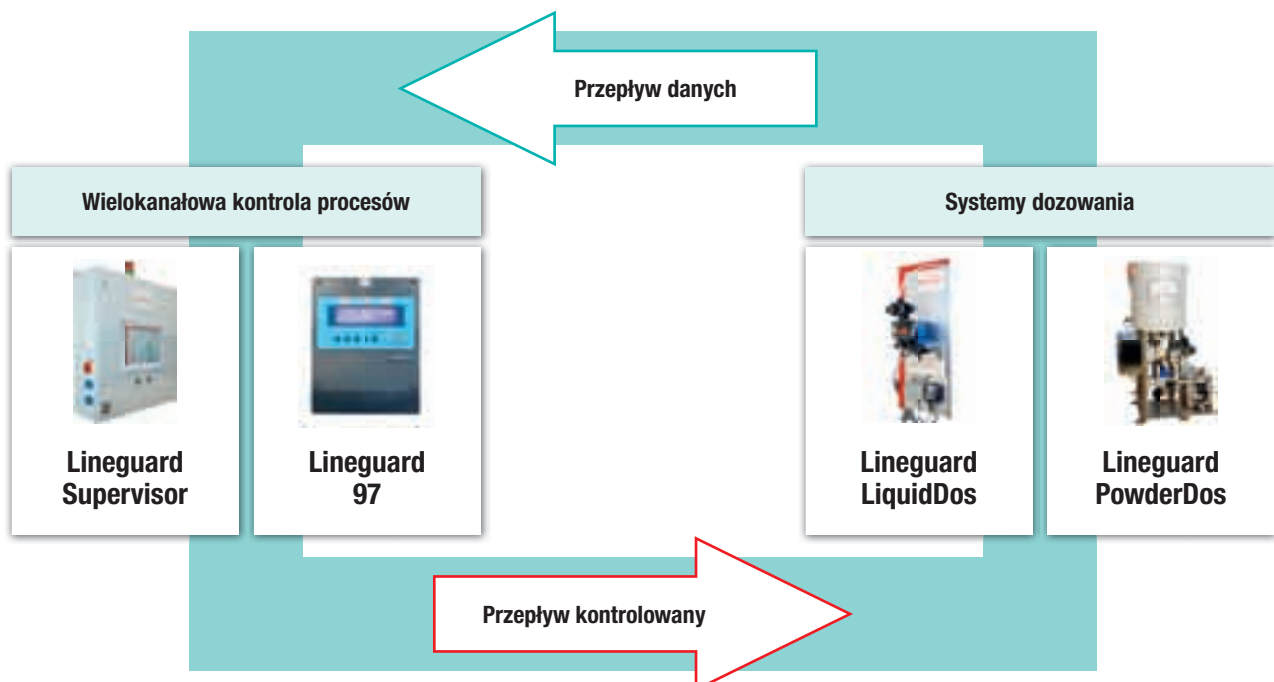 Przepływ danych
Wielokanałowa kontrola procesów
Systemy dozowania
Lineguard
Supervisor
Lineguard
97
Lineguard
LiquidDos
Lineguard
PowderDos
Przepływ kontrolowany